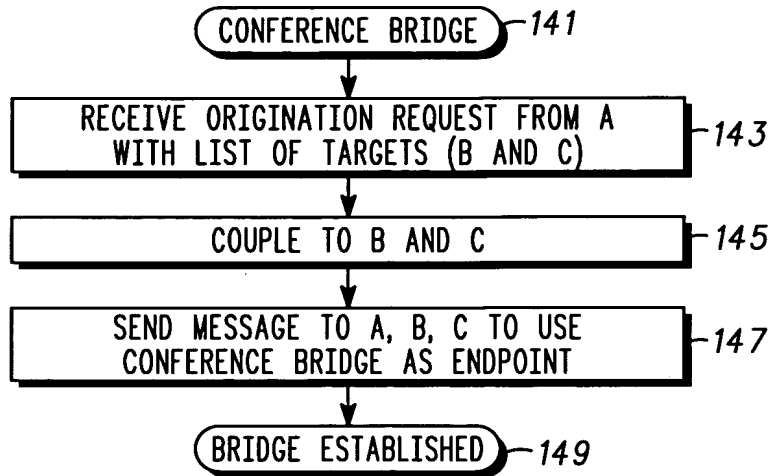 CONFERENCE BRIDGE 141
RECEIVE ORIGINATION REQUEST FROM A
WITH LIST OF TARGETS (B AND C) 143
COUPLE TO B AND C 145
SEND MESSAGE TO A, B, C TO USE
CONFERENCE BRIDGE AS ENDPOINT 147
BRIDGE ESTABLISHED 149